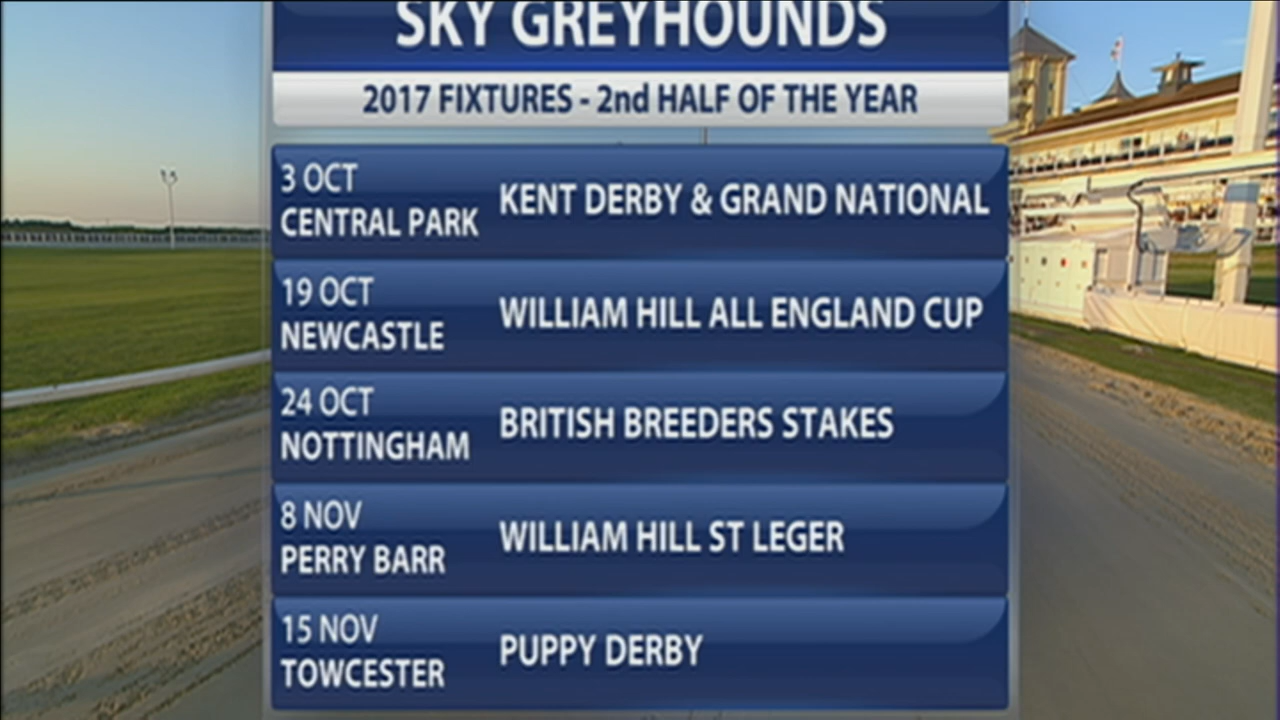 SKY GREYHOUNDS
2017 FIXTURES - 2nd HALF OF THE YEAR
3 OCT
CENTRAL PARK
KENT DERBY & GRAND NATIONAL
19 OCT
NEWCASTLE
WILLIAM HILL ALL ENGLAND CUP
24 OCT
NOTTINGHAM
BRITISH BREEDERS STAKES
8 NOV
PERRY BARR
WILLIAM HILL ST LEGER
15 NOV
TOWCESTER
PUPPY DERBY